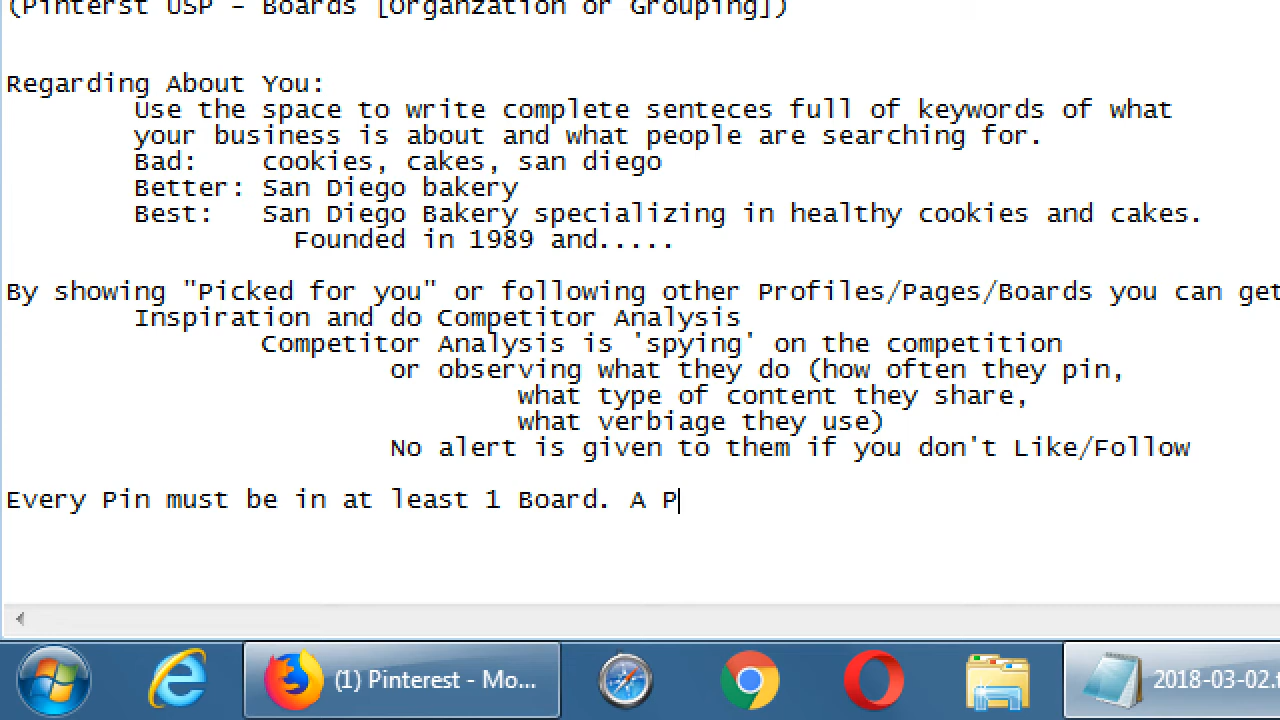 (Pinterst USP - Boards [Organzation or Grouping])
Regarding About You:
Use the space to write complete senteces full of keywords of what
your business is about and what people are searching for.
Bad: cookies, cakes, san diego
Better: San Diego bakery
Best: San Diego Bakery specializing in healthy cookies and cakes.
Founded in 1989 and.....
By showing "Picked for you" or following other Profiles/Pages/Boards you can get
Inspiration and do Competitor Analysis
Competitor Analysis is 'spying' on the competition
or observing what they do (how often they pin,
what type of content they share,
what verbiage they use)
No alert is given to them if you don't Like/Follow
Every Pin must be in at least 1 Board. A P
(1) Pinterest - Mo... 2018-03-02.